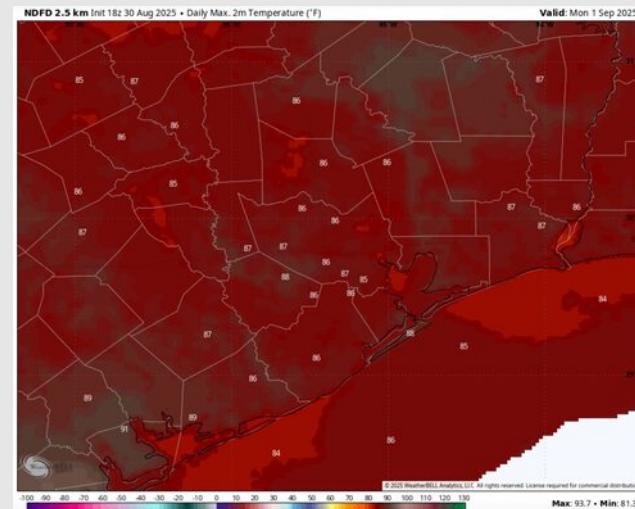 NDFD 2.5 km Init 18z 30 Aug 2025 • Daily Max. 2m Temperature (°F)
Valid: Mon 1 Sep 2025
85 87 87
86
86 86
86 86
86 85
86 87 86
86 87
87
87 87
86
88 87 85
86 86 84
87 88
85
86
86
89
89
91
86
84
© 2025 WeatherBELL Analytics, LLC. All rights reserved. License required for commercial distribution
-100 -90 -80 -70 -60 -50 -40 -30 -20 -10 0 10 20 30 40 50 60 70 80 90 100 110 120 130
Max: 93.7 • Min: 81.3